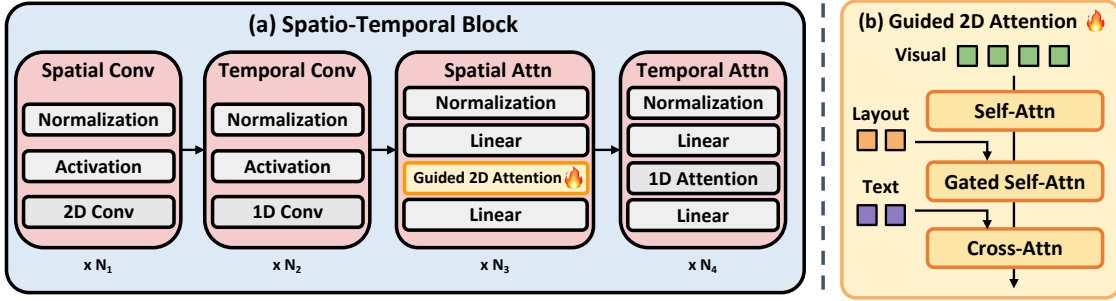 (a) Spatio-Temporal Block
Spatial Conv
Normalization
Activation
2D Conv
x N₁
Temporal Conv
Normalization
Activation
1D Conv
x N₂
Spatial Attn
Normalization
Linear
Guided 2D Attention
Linear
x N₃
Temporal Attn
Normalization
Linear
1D Attention
Linear
x N₄
(b) Guided 2D Attention
Visual
Self-Attn
Layout
Gated Self-Attn
Text
Cross-Attn